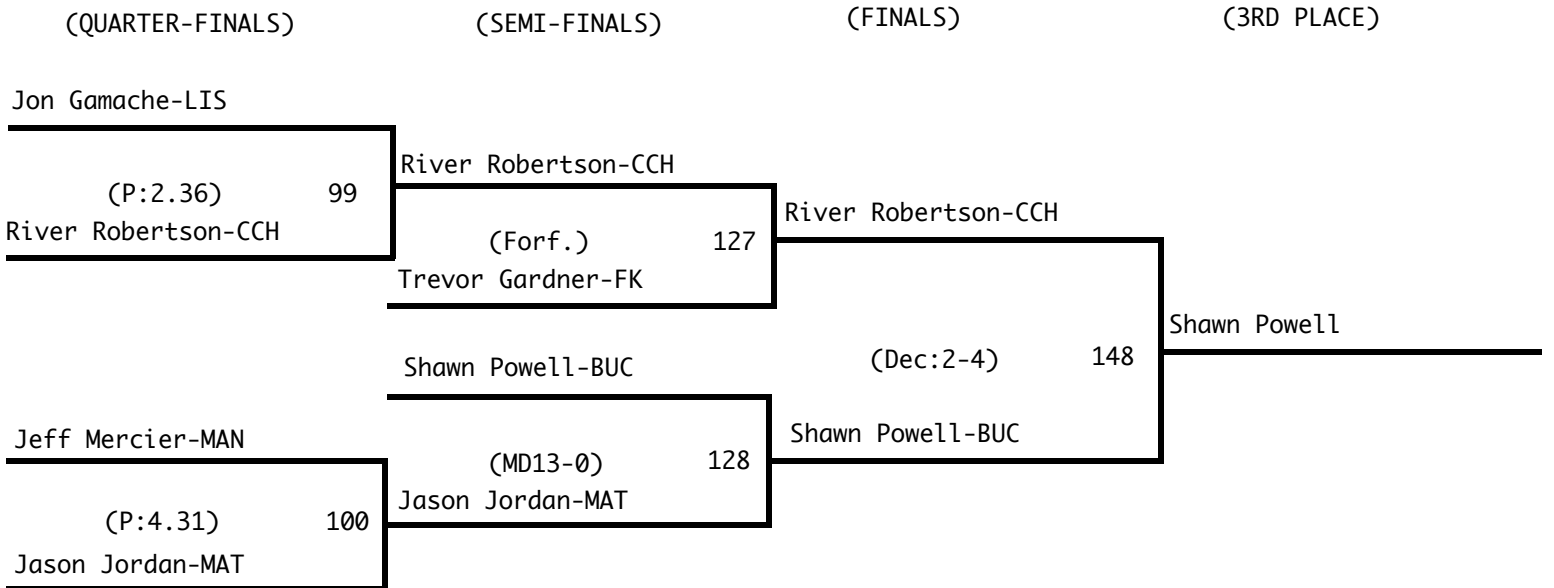 (QUARTER-FINALS) (SEMI-FINALS) (FINALS) (3RD PLACE)
Jon Gamache-LIS
River Robertson-CCH
(P:2.36) 99
River Robertson-CCH
River Robertson-CCH
(Forf.) 127
Trevor Gardner-FK
Shawn Powell
Shawn Powell-BUC
(Dec:2-4) 148
Jeff Mercier-MAN
Shawn Powell-BUC
(MD13-0) 128
Jason Jordan-MAT
(P:4.31) 100
Jason Jordan-MAT